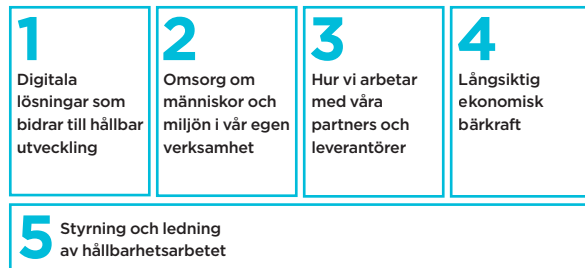 1
Digitala
lösningar som
bidrar till hållbar
utveckling
2
Omsorg om
människor och
miljön i vår egen
verksamhet
3
Hur vi arbetar
med våra
partners och
leverantörer
4
Långsiktig
ekonomisk
bärkraft
5
Styrning och ledning
av hållbarhetsarbetet